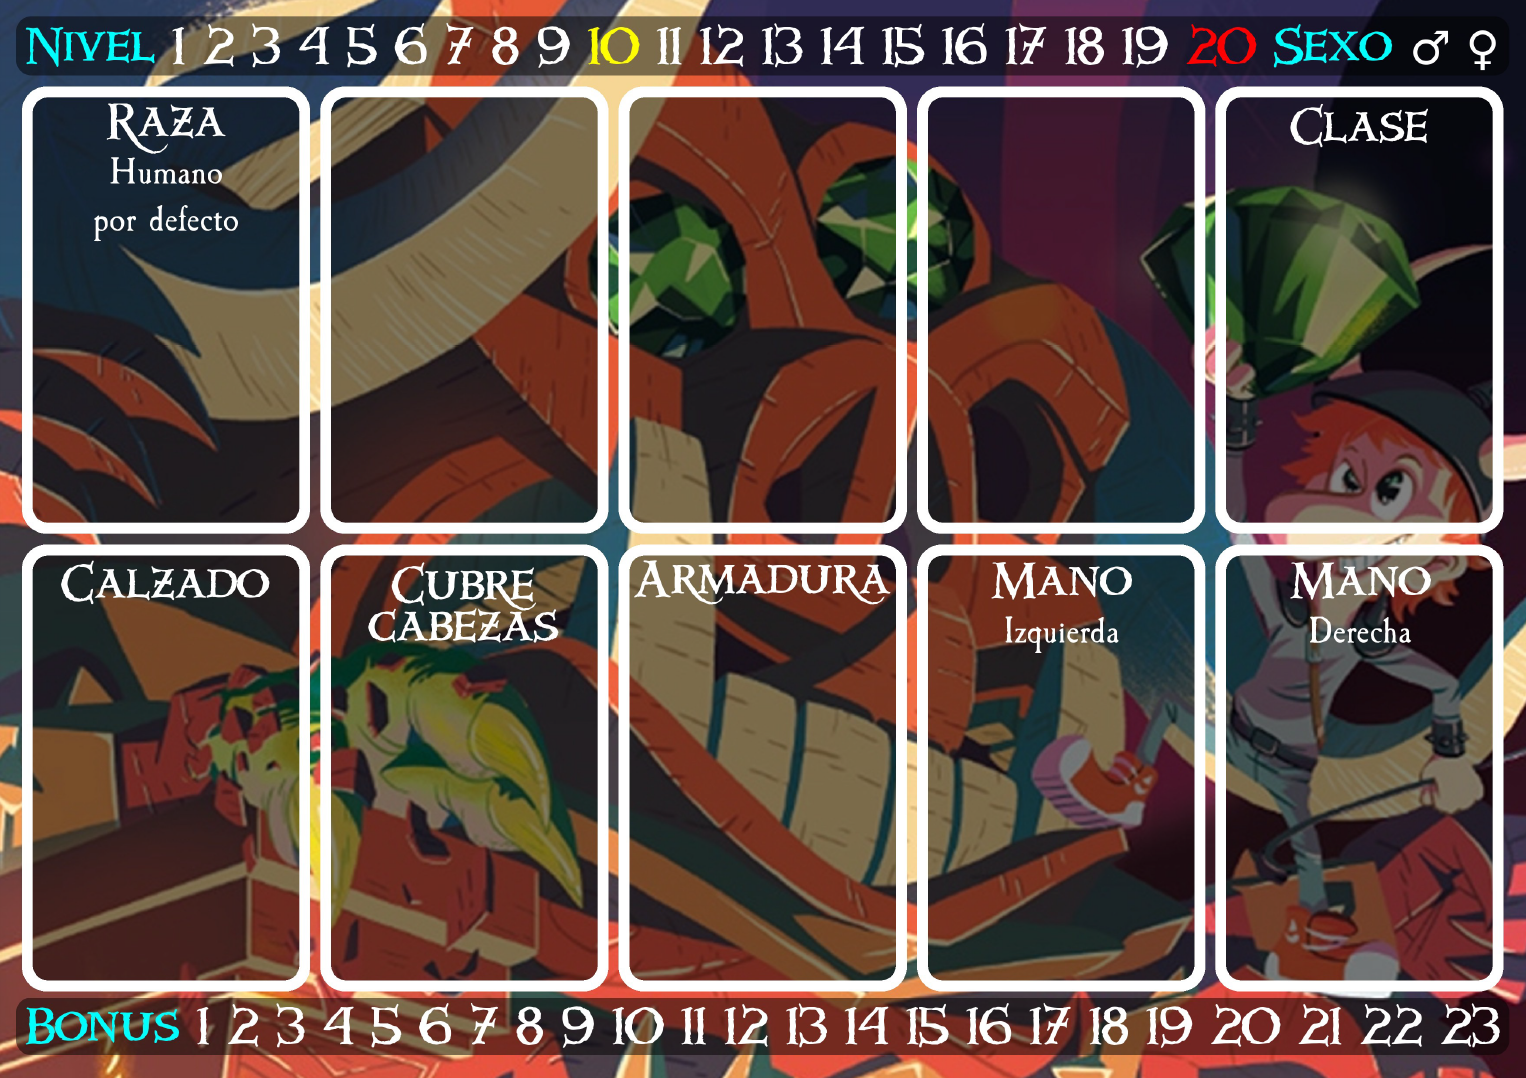 NIVEL 1 2 3 4 5 6 7 8 9 10 11 12 13 14 15 16 17 18 19 20 SEXO ♂ ♀
RAZA
Humano
por defecto
CLASE
CALZADO
CUBRE
CABEZAS
ARMADURA
MANO
Izquierda
MANO
Derecha
BONUS 1 2 3 4 5 6 7 8 9 10 11 12 13 14 15 16 17 18 19 20 21 22 23